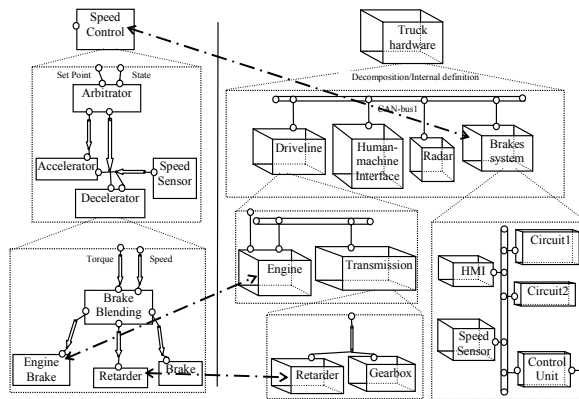 Speed
Control
Set Point
State
Arbitrator
Accelerator
Speed
Sensor
Decelerator
Torque
Speed
Brake
Blending
Engine
Brake
Retarder
Brake
Truck
hardware
Decomposition/Internal definition
CAN-bus1
Driveline
Human-
machine
Interface
Radar
Brakes
system
Engine
Transmission
Retarder
Gearbox
Circuit1
HMI
Circuit2
Speed
Sensor
Control
Unit